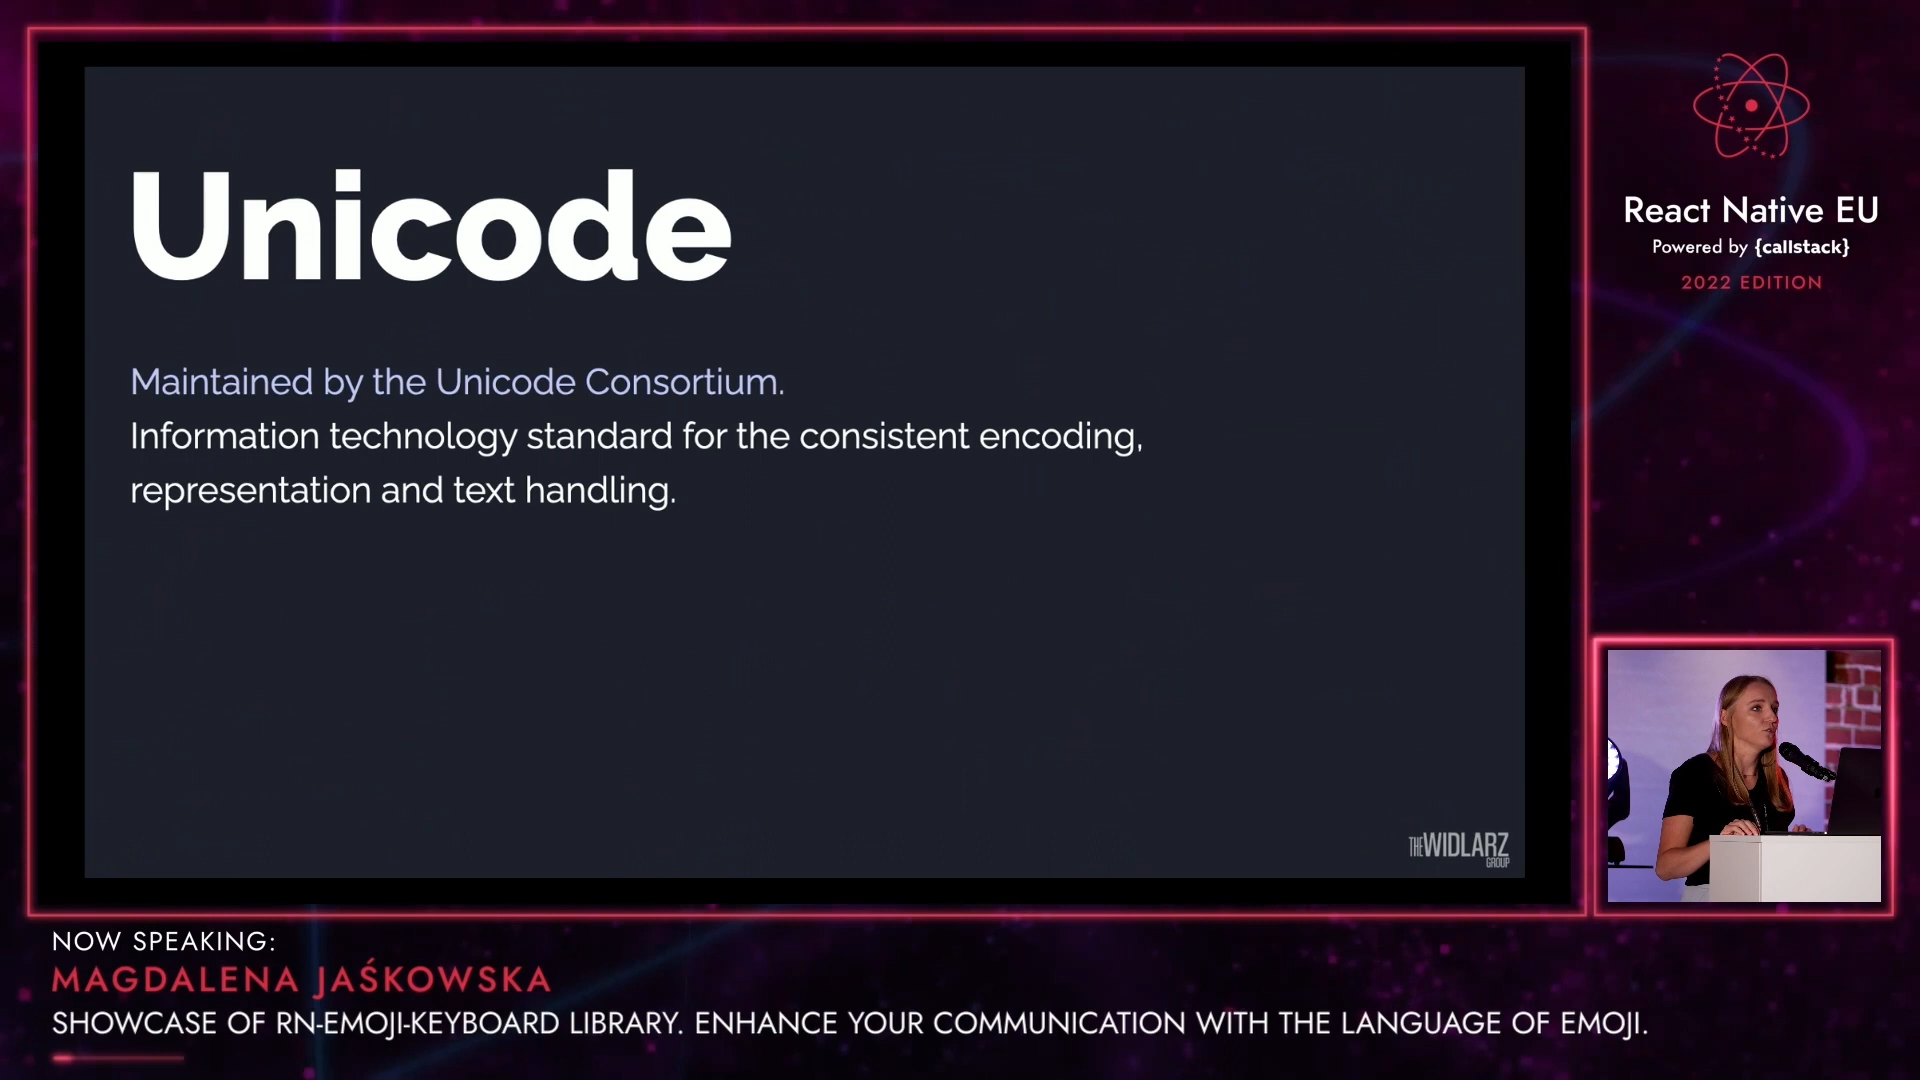 Unicode
Maintained by the Unicode Consortium.
Information technology standard for the consistent encoding,
representation and text handling.
THE WIDLARZ
GROUP
React Native EU
Powered by {callstack}
2022 EDITION
NOW SPEAKING:
MAGDALENA JAŚKOWSKA
SHOWCASE OF RN-EMOJI-KEYBOARD LIBRARY. ENHANCE YOUR COMMUNICATION WITH THE LANGUAGE OF EMOJI.